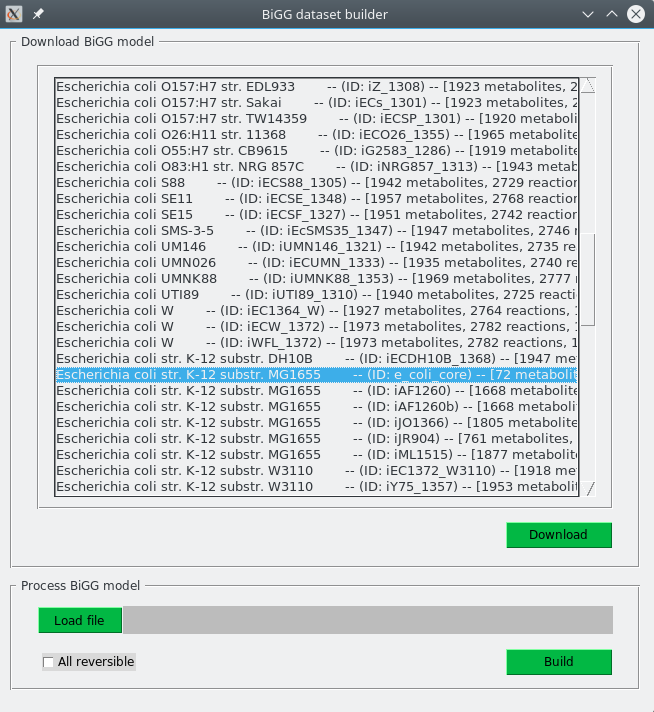 BiGG dataset builder
Download BiGG model
Escherichia coli O157:H7 str. EDL933 -- (ID: iZ_1308) -- [1923 metabolites, 2
Escherichia coli O157:H7 str. Sakai -- (ID: iECs_1301) -- [1923 metabolites, 2
Escherichia coli O157:H7 str. TW14359 -- (ID: iECSP_1301) -- [1920 metaboli
Escherichia coli O26:H11 str. 11368 -- (ID: iECO26_1355) -- [1965 metabolit
Escherichia coli O55:H7 str. CB9615 -- (ID: iG2583_1286) -- [1919 metabolit
Escherichia coli O83:H1 str. NRG 857C -- (ID: iNRG857_1313) -- [1943 metab
Escherichia coli S88 -- (ID: iECS88_1305) -- [1942 metabolites, 2729 reaction
Escherichia coli SE11 -- (ID: iECSE_1348) -- [1957 metabolites, 2768 reaction
Escherichia coli SE15 -- (ID: iECSF_1327) -- [1951 metabolites, 2742 reaction
Escherichia coli SMS-3-5 -- (ID: iEcSMS35_1347) -- [1947 metabolites, 2746 r
Escherichia coli UM146 -- (ID: iUMN146_1321) -- [1942 metabolites, 2735 rea
Escherichia coli UMN026 -- (ID: iECUMN_1333) -- [1935 metabolites, 2740 re
Escherichia coli UMNK88 -- (ID: iUMNK88_1353) -- [1969 metabolites, 2777 r
Escherichia coli UTI89 -- (ID: iUTI89_1310) -- [1940 metabolites, 2725 reacti
Escherichia coli W -- (ID: iEC1364_W) -- [1927 metabolites, 2764 reactions, 1
Escherichia coli W -- (ID: iECW_1372) -- [1973 metabolites, 2782 reactions, 1
Escherichia coli W -- (ID: iWFL_1372) -- [1973 metabolites, 2782 reactions, 1
Escherichia coli str. K-12 substr. DH10B -- (ID: iECDH10B_1368) -- [1947 me
Escherichia coli str. K-12 substr. MG1655 -- (ID: e_coli_core) -- [72 metabolit
Escherichia coli str. K-12 substr. MG1655 -- (ID: iAF1260) -- [1668 metabolite
Escherichia coli str. K-12 substr. MG1655 -- (ID: iAF1260b) -- [1668 metabolit
Escherichia coli str. K-12 substr. MG1655 -- (ID: iJO1366) -- [1805 metabolite
Escherichia coli str. K-12 substr. MG1655 -- (ID: iJR904) -- [761 metabolites,
Escherichia coli str. K-12 substr. MG1655 -- (ID: iML1515) -- [1877 metabolite
Escherichia coli str. K-12 substr. W3110 -- (ID: iEC1372_W3110) -- [1918 me
Escherichia coli str. K-12 substr. W3110 -- (ID: iY75_1357) -- [1953 metabolit
Download
Process BiGG model
Load file
All reversible
Build